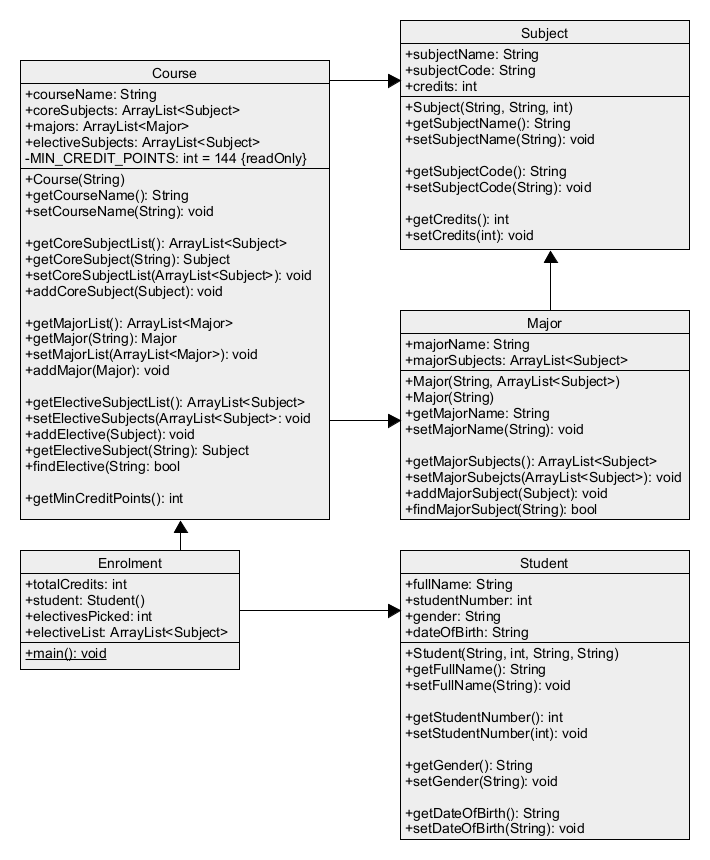 Course
+courseName: String
+coreSubjects: ArrayList<Subject>
+majors: ArrayList<Major>
+electiveSubjects: ArrayList<Subject>
-MIN_CREDIT_POINTS: int = 144 {readOnly}
+Course(String)
+getCourseName(): String
+setCourseName(String): void
+getCoreSubjectList(): ArrayList<Subject>
+getCoreSubject(String): Subject
+setCoreSubjectList(ArrayList<Subject>): void
+addCoreSubject(Subject): void
+getMajorList(): ArrayList<Major>
+getMajor(String): Major
+setMajorList(ArrayList<Major>): void
+addMajor(Major): void
+getElectiveSubjectList(): ArrayList<Subject>
+setElectiveSubjects(ArrayList<Subject>: void
+addElective(Subject): void
+getElectiveSubject(String): Subject
+findElective(String: bool
+getMinCreditPoints(): int
Subject
+subjectName: String
+subjectCode: String
+credits: int
+Subject(String, String, int)
+getSubjectName(): String
+setSubjectName(String): void
+getSubjectCode(): String
+setSubjectCode(String): void
+getCredits(): int
+setCredits(int): void
Major
+majorName: String
+majorSubjects: ArrayList<Subject>
+Major(String, ArrayList<Subject>)
+Major(String)
+getMajorName: String
+setMajorName(String): void
+getMajorSubjects(): ArrayList<Subject>
+setMajorSubejcts(ArrayList<Subject>): void
+addMajorSubject(Subject): void
+findMajorSubject(String): bool
Enrolment
+totalCredits: int
+student: Student()
+electivesPicked: int
+electiveList: ArrayList<Subject>
+main(): void
Student
+fullName: String
+studentNumber: int
+gender: String
+dateOfBirth: String
+Student(String, int, String, String)
+getFullName(): String
+setFullName(String): void
+getStudentNumber(): int
+setStudentNumber(int): void
+getGender(): String
+setGender(String): void
+getDateOfBirth(): String
+setDateOfBirth(String): void